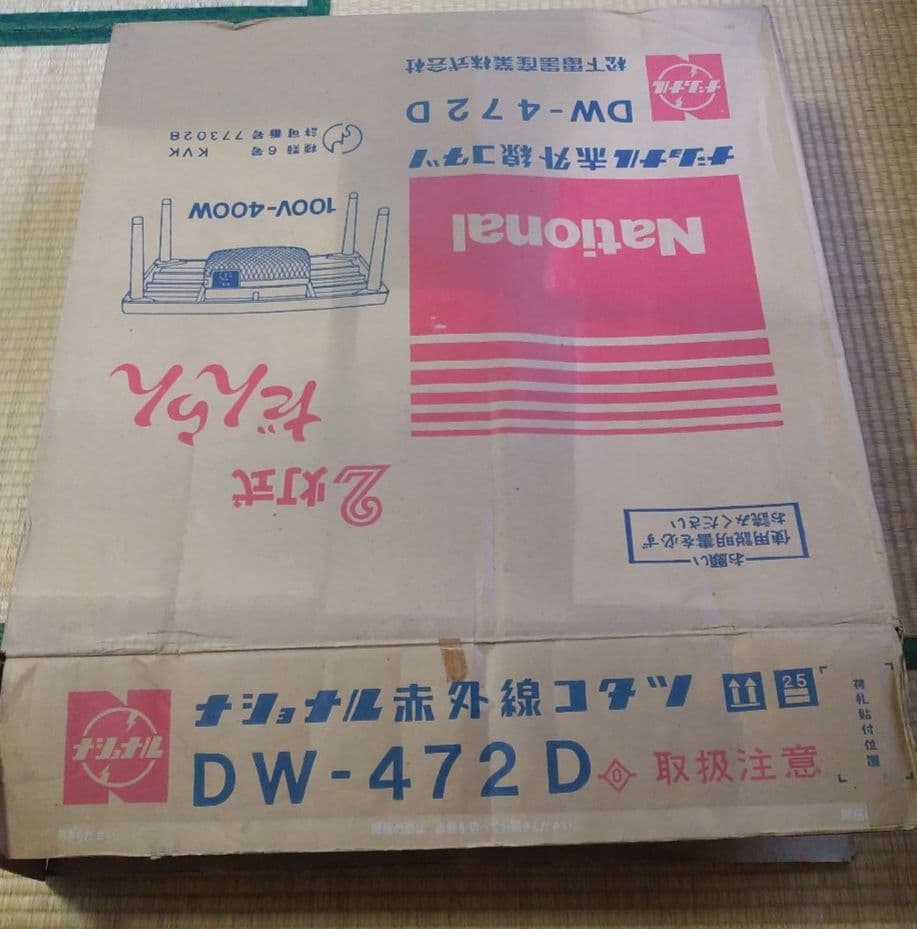 ナショナル
松下電器産業株式会社
DW-472D
ナショナル赤外線コタツ
National
種類6号 KVK
許可番号773028
100V-400W
だんらん
2灯式
お願い
使用説明書を必ず
お読みください
ナショナル
ナショナル赤外線コタツ
25
DW-472D
取扱注意
荷札貼付位置